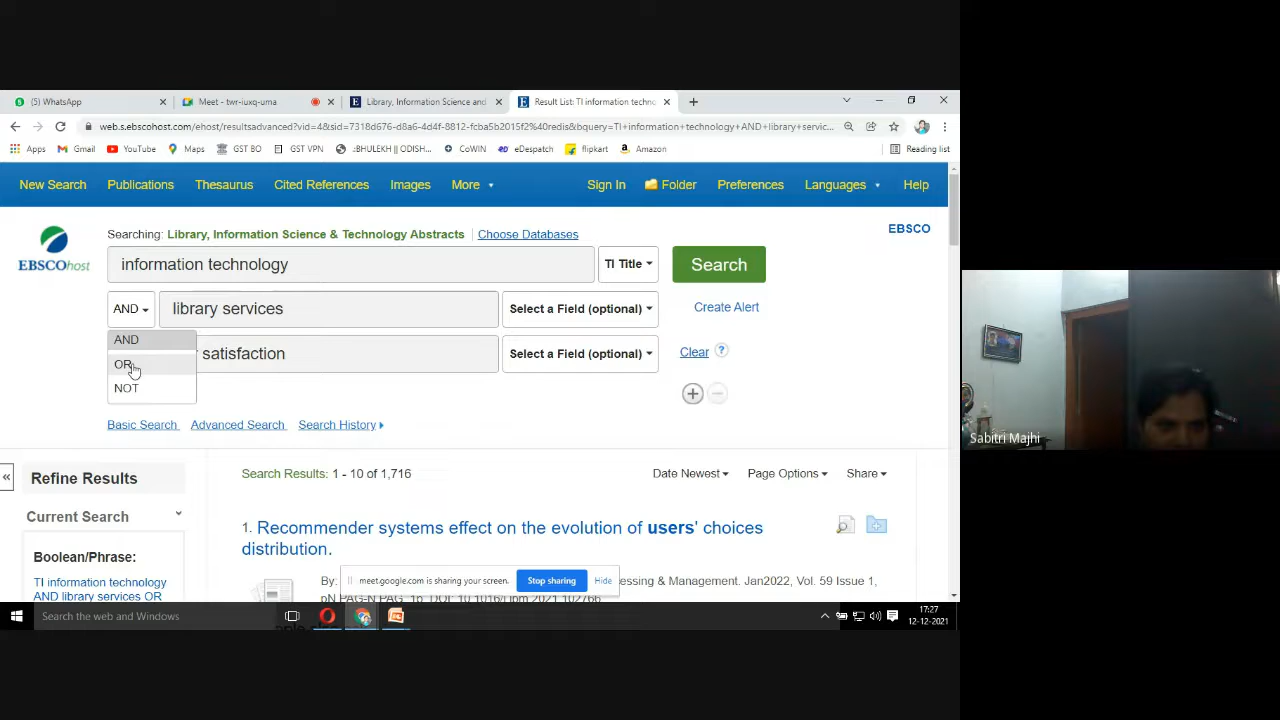 (5) WhatsApp
Meet - twr-iuxq-uma
Library, Information Science and
Result List: TI information techno
web.s.ebscohost.com/ehost/resultsadvanced?vid=4&sid=7318d676-d8a6-4d4f-8812-fcba5b2015f2%40redis&bquery=TI+information+technology+AND+library+servic...
Apps
Gmail
YouTube
Maps
GST BO
GST VPN
.:BHULEKH || ODISH...
CoWIN
eDespatch
flipkart
Amazon
Reading list
New Search
Publications
Thesaurus
Cited References
Images
More
Sign In
Folder
Preferences
Languages
Help
EBSCOhost
Searching: Library, Information Science & Technology Abstracts
Choose Databases
EBSCO
information technology
TI Title
Search
AND
library services
Select a Field (optional)
Create Alert
AND
OR
NOT
satisfaction
Select a Field (optional)
Clear
?
Basic Search
Advanced Search
Search History
Refine Results
Current Search
Boolean/Phrase:
TI information technology
AND library services OR
Search Results: 1 - 10 of 1,716
Date Newest
Page Options
Share
1. Recommender systems effect on the evolution of users' choices
distribution.
By:
essing & Management. Jan2022, Vol. 59 Issue 1,
meet.google.com is sharing your screen.
Stop sharing
Hide
Search the web and Windows
17:27
12-12-2021
Sabitri Majhi